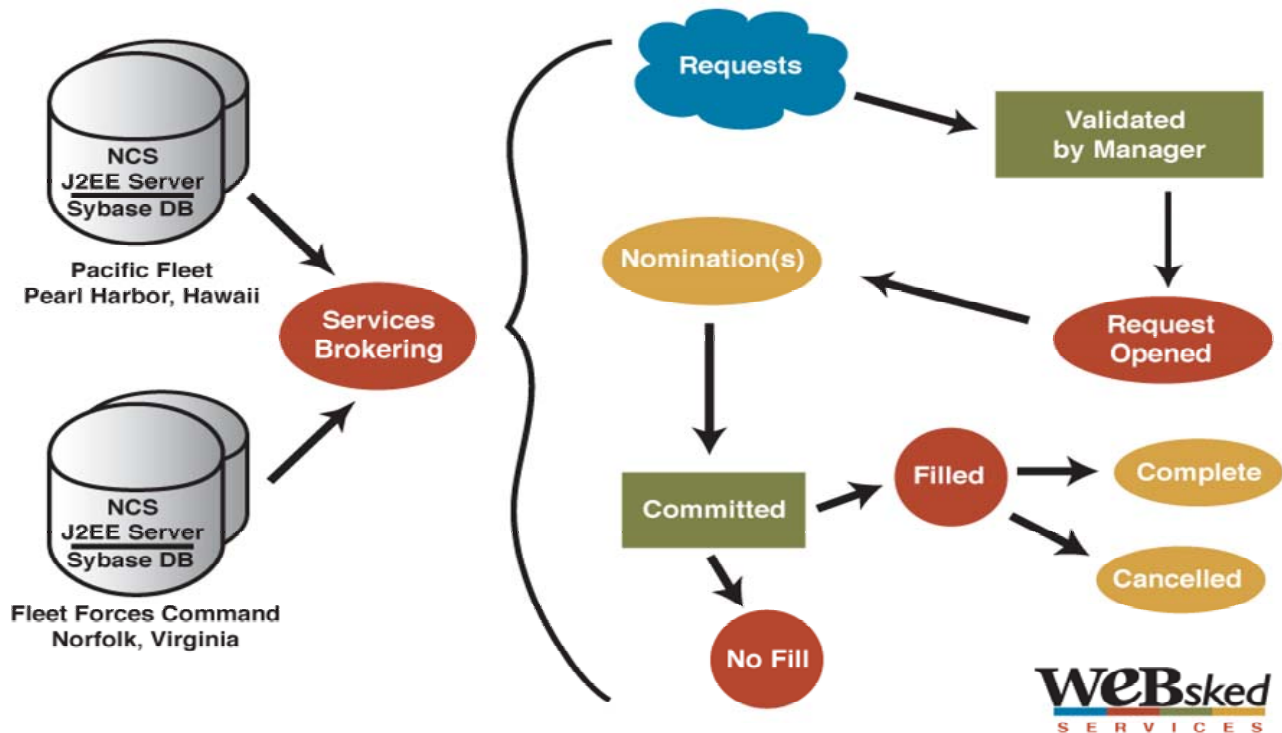 NCS
J2EE Server
Sybase DB
Pacific Fleet
Pearl Harbor, Hawaii
NCS
J2EE Server
Sybase DB
Fleet Forces Command
Norfolk, Virginia
Services
Brokering
Requests
Validated
by Manager
Request
Opened
Nomination(s)
Committed
Filled
Complete
Cancelled
No Fill
WeBsked
SERVICES